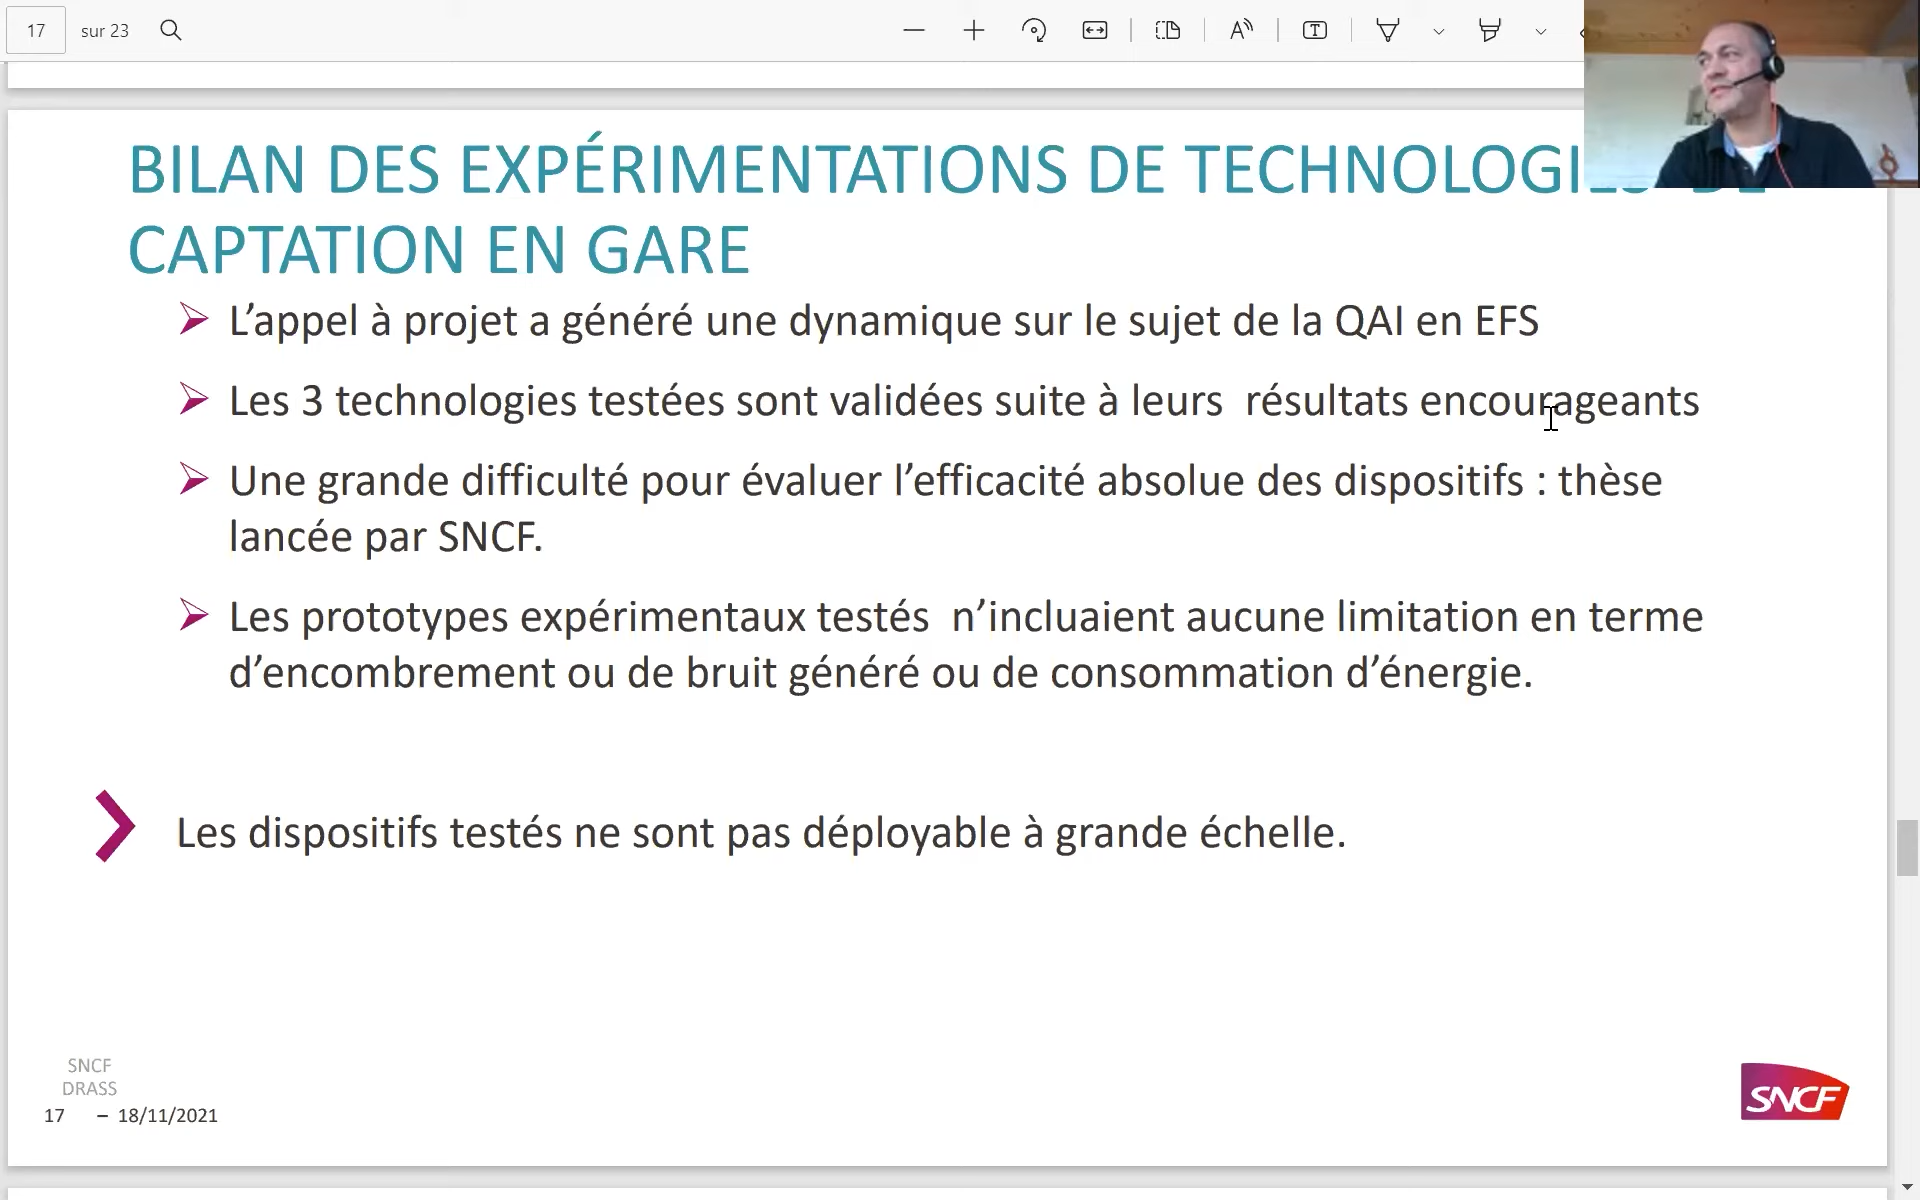 17 sur 23
BILAN DES EXPÉRIMENTATIONS DE TECHNOLOGIES DE
CAPTATION EN GARE
L’appel à projet a généré une dynamique sur le sujet de la QAI en EFS
Les 3 technologies testées sont validées suite à leurs  résultats encourageants
Une grande difficulté pour évaluer l’efficacité absolue des dispositifs : thèse
lancée par SNCF.
Les prototypes expérimentaux testés  n’incluaient aucune limitation en terme
d’encombrement ou de bruit généré ou de consommation d’énergie.
Les dispositifs testés ne sont pas déployable à grande échelle.
SNCF
DRASS
17 – 18/11/2021
SNCF